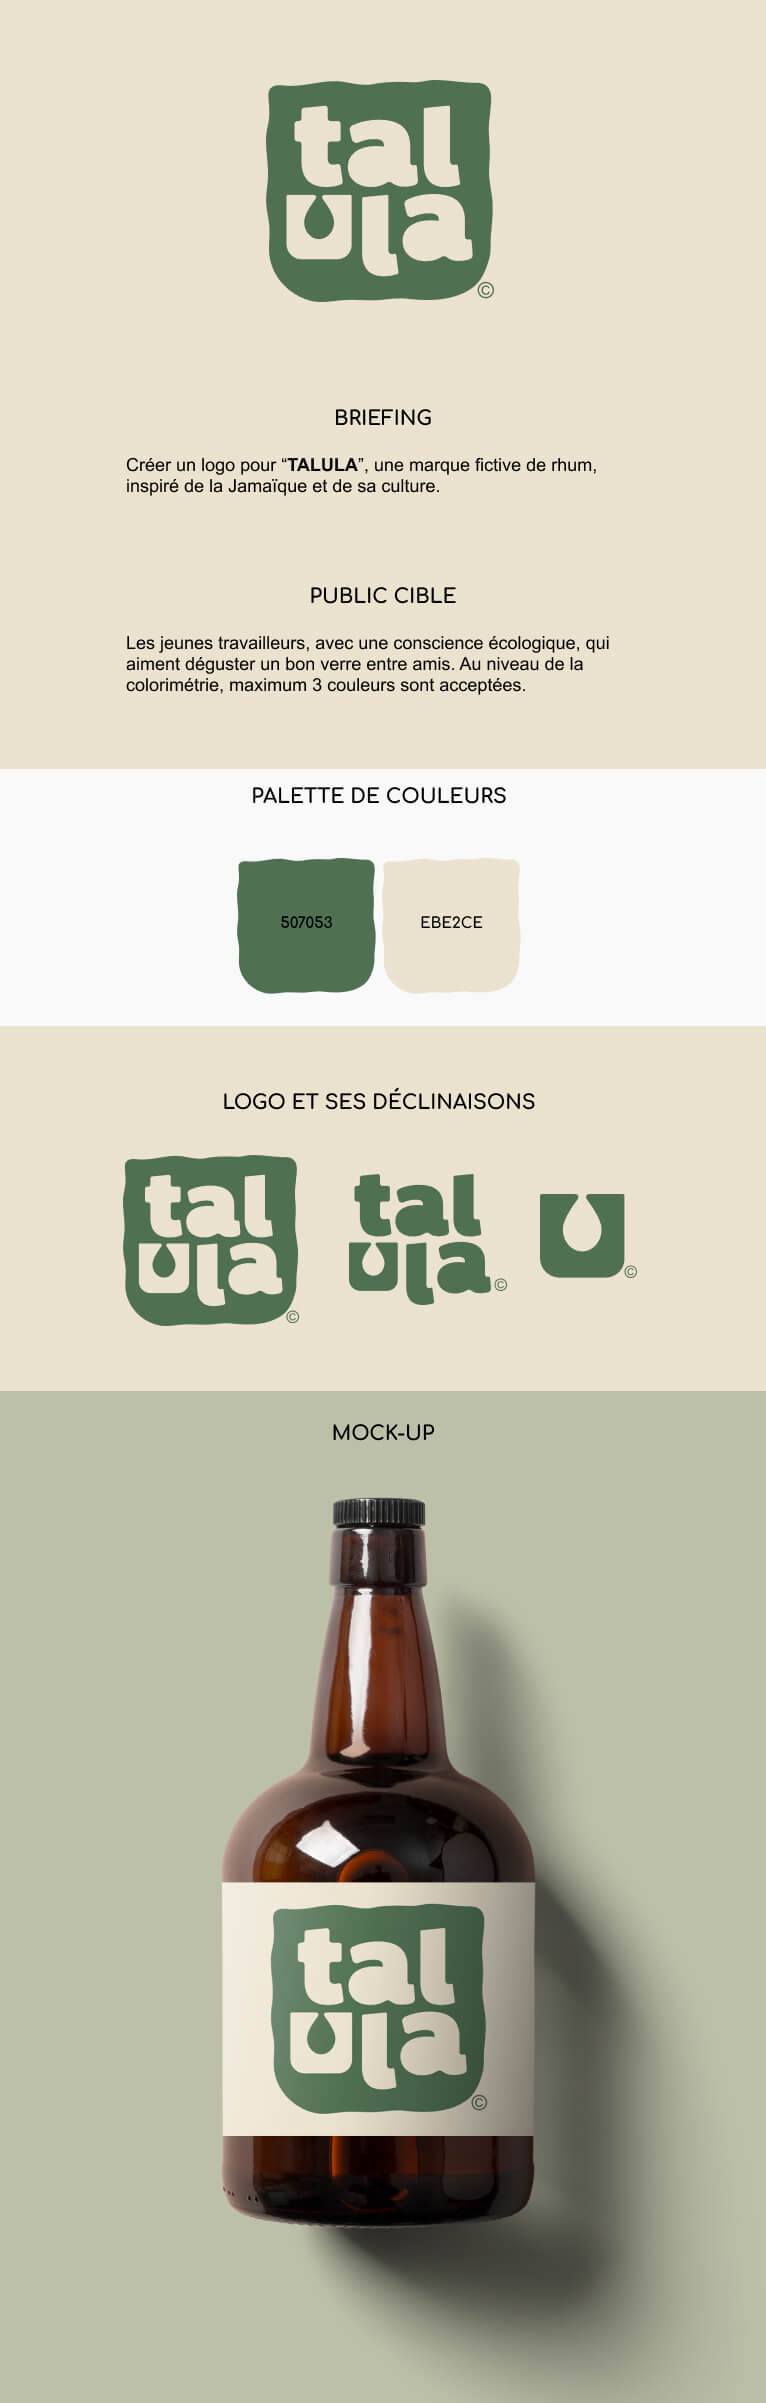 tal
ula
©
BRIEFING
Créer un logo pour “TALULA”, une marque fictive de rhum,
inspiré de la Jamaïque et de sa culture.
PUBLIC CIBLE
Les jeunes travailleurs, avec une conscience écologique, qui
aiment déguster un bon verre entre amis. Au niveau de la
colorimétrie, maximum 3 couleurs sont acceptées.
PALETTE DE COULEURS
507053
EBE2CE
LOGO ET SES DÉCLINAISONS
tal
ula
©
tal
ula
©
u
©
MOCK-UP
tal
ula
©